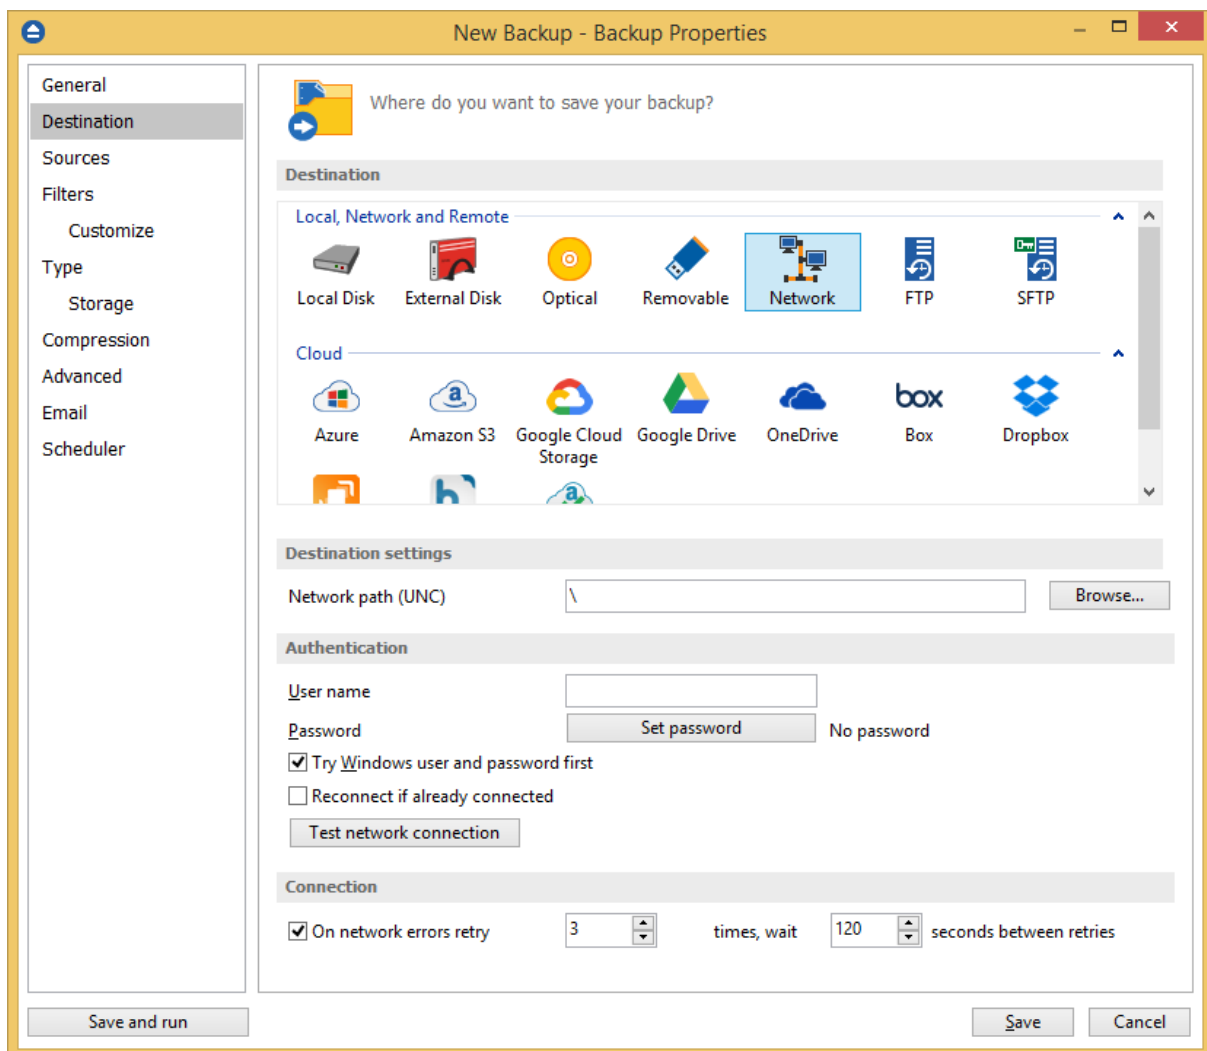 New Backup - Backup Properties
General
Destination
Sources
Filters
Customize
Type
Storage
Compression
Advanced
Email
Scheduler
Where do you want to save your backup?
Destination
Local, Network and Remote
Local Disk External Disk Optical Removable Network FTP SFTP
Cloud
box
Azure Amazon S3 Google Cloud Storage Google Drive OneDrive Box Dropbox
Destination settings
Network path (UNC) \ Browse...
Authentication
User name
Password Set password No password
Try Windows user and password first
Reconnect if already connected
Test network connection
Connection
On network errors retry 3 times, wait 120 seconds between retries
Save and run Save Cancel